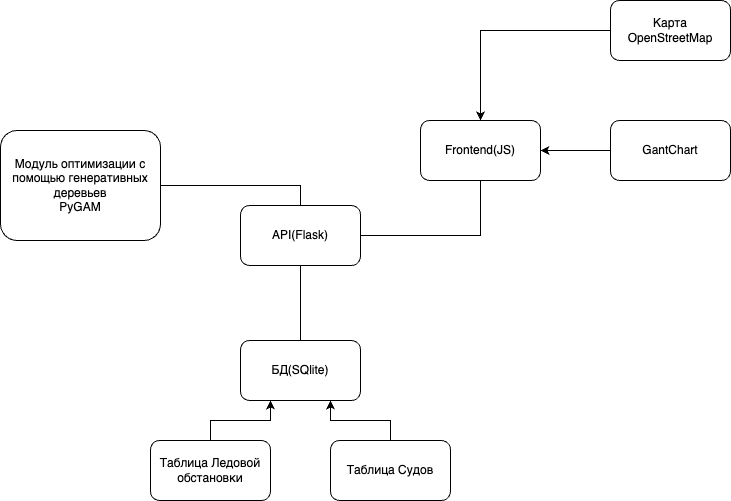 Карта
OpenStreetMap
Frontend(JS)
GantChart
Модуль оптимизации с
помощью генеративных
деревьев
PyGAM
API(Flask)
БД(SQlite)
Таблица Ледовой
обстановки
Таблица Судов